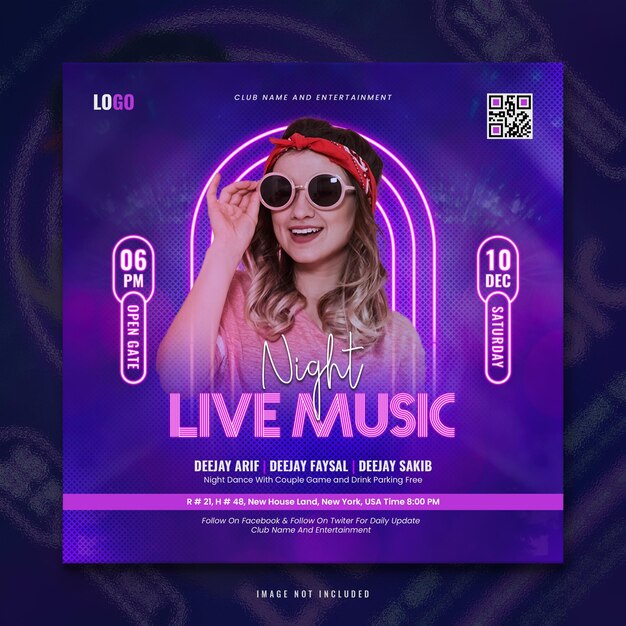 LOGO
CLUB NAME AND ENTERTAINMENT
06
PM
OPEN GATE
10
DEC
SATURDAY
Night
LIVE MUSIC
DEEJAY ARIF | DEEJAY FAYSAL | DEEJAY SAKIB
Night Dance With Couple Game and Drink Parking Free
R # 21, H # 48, New House Land, New York, USA Time 8:00 PM
Follow On Facebook & Follow On Twiter For Daily Update
Club Name And Entertainment
IMAGE NOT INCLUDED